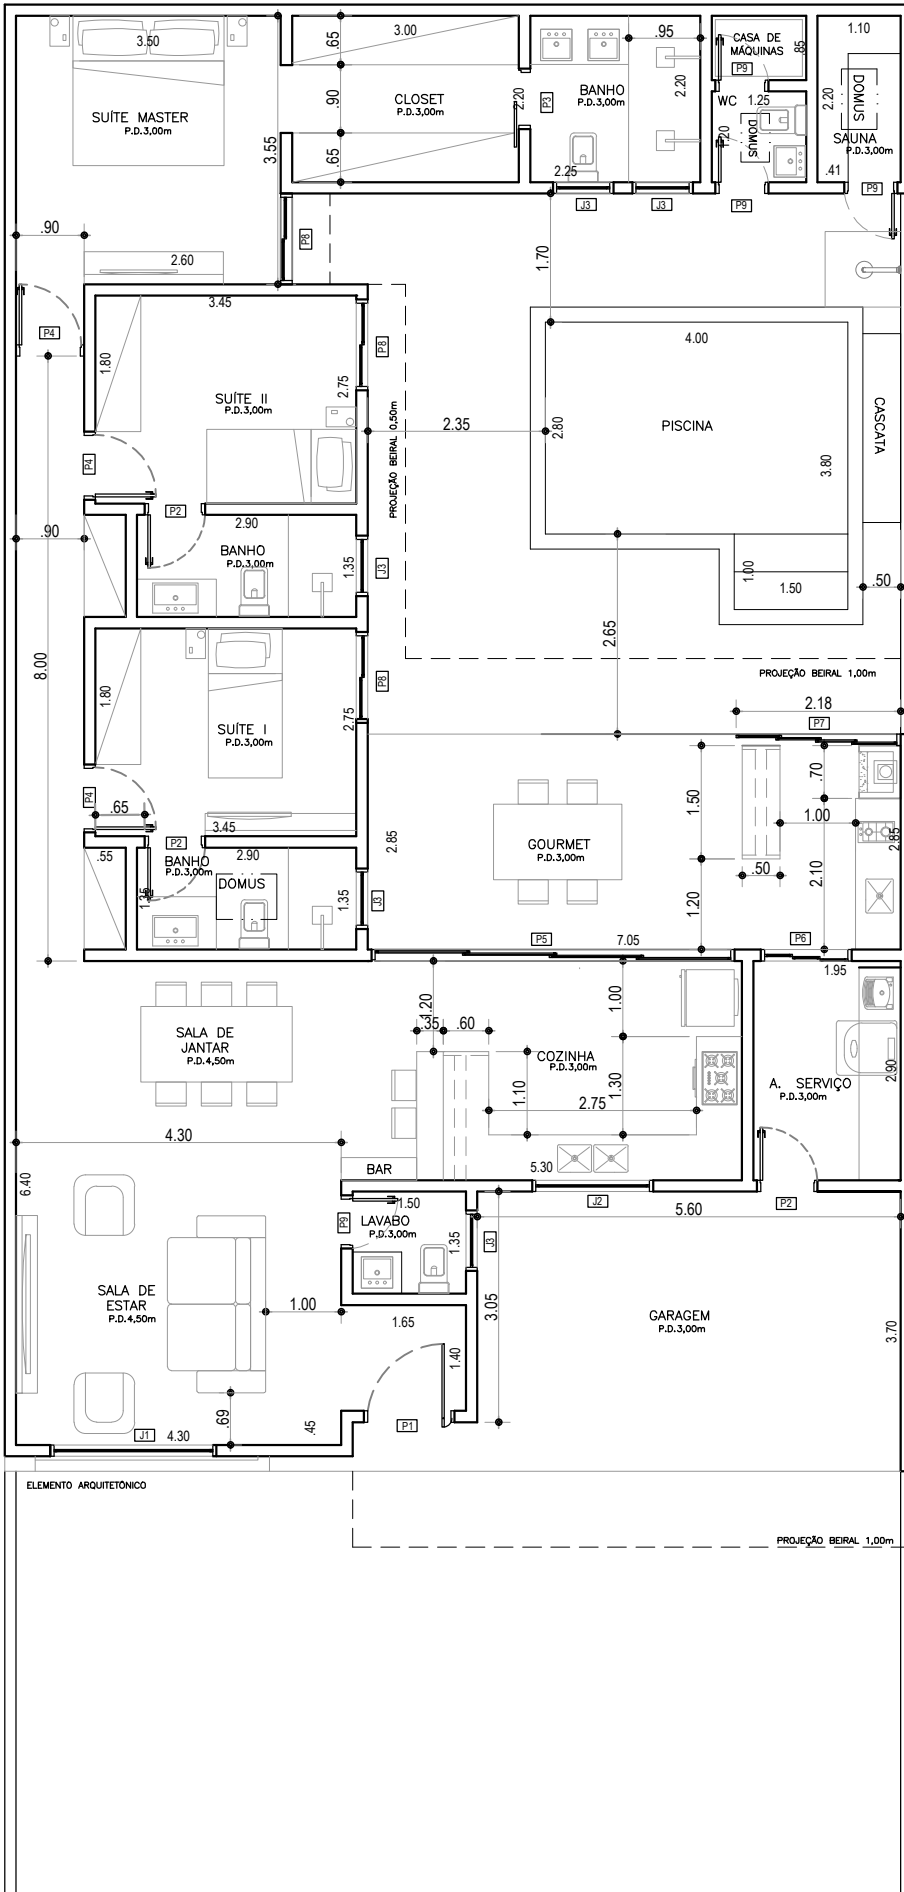 3.50
.65
3.00
.95
CASA DE
MÁQUINAS
.85
1.10
P9
SUÍTE MASTER
P.D.3,00m
.90
CLOSET
P.D.3,00m
2.20
P3
BANHO
P.D.3,00m
2.20
WC
1.25
DOMUS
1.20
2.20
DOMUS
SAUNA
P.D.3,00m
3.55
.65
2.25
.41
J3
J3
P9
P9
.90
P8
2.60
1.70
P4
3.45
1.80
P8
2.75
SUÍTE II
P.D.3,00m
4.00
PISCINA
2.80
3.80
CASCATA
2.35
PROJEÇÃO BEIRAL 0,50m
P4
P2
.90
2.90
BANHO
P.D.3,00m
1.35
J3
1.00
1.50
.50
2.65
8.00
PROJEÇÃO BEIRAL 1,00m
1.80
SUÍTE I
P.D.3,00m
2.75
P8
2.18
P7
P4
.65
3.45
P2
2.85
GOURMET
P.D.3,00m
1.50
.70
1.00
2.85
.50
2.10
1.20
.55
BANHO
P.D.3,00m
2.90
DOMUS
1.35
1.35
J3
P5
7.05
P6
1.95
SALA DE
JANTAR
P.D.4,50m
1.20
.35
.60
1.00
COZINHA
P.D.3,00m
1.10
1.30
2.75
A. SERVIÇO
P.D.3,00m
2.90
4.30
BAR
5.30
6.40
J2
P2
1.50
P9
LAVABO
P.D.3,00m
1.35
J3
5.60
SALA DE
ESTAR
P.D.4,50m
1.00
3.05
GARAGEM
P.D.3,00m
3.70
1.65
1.40
.69
.45
P1
J1
4.30
ELEMENTO ARQUITETÔNICO
PROJEÇÃO BEIRAL 1,00m